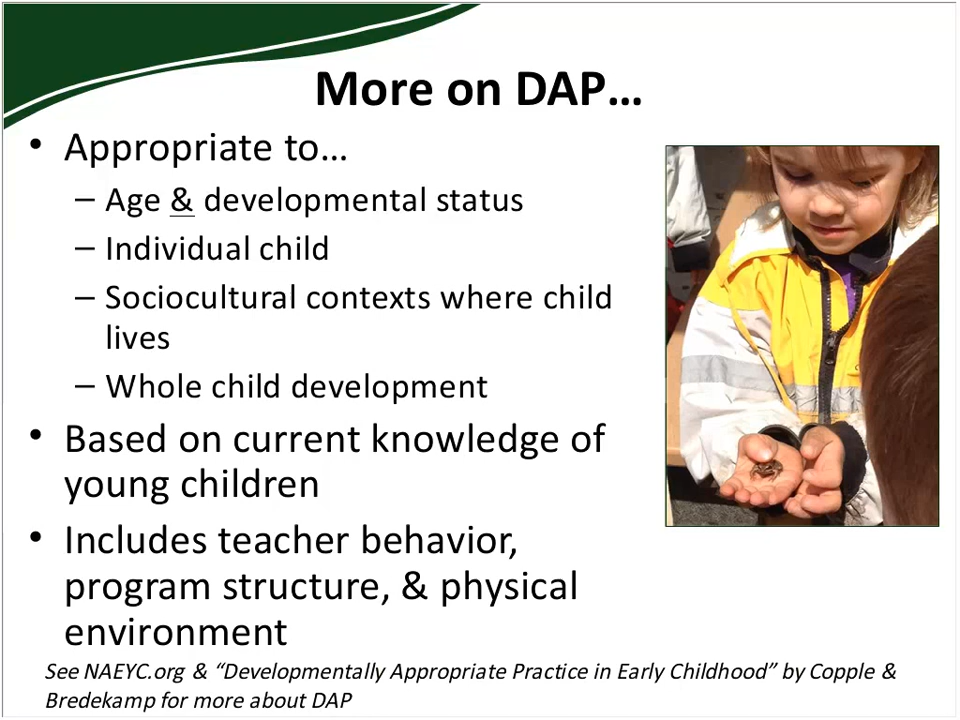 More on DAP…
• Appropriate to…
– Age & developmental status
– Individual child
– Sociocultural contexts where child
lives
– Whole child development
• Based on current knowledge of
young children
• Includes teacher behavior,
program structure, & physical
environment
See NAEYC.org & “Developmentally Appropriate Practice in Early Childhood” by Copple &
Bredekamp for more about DAP